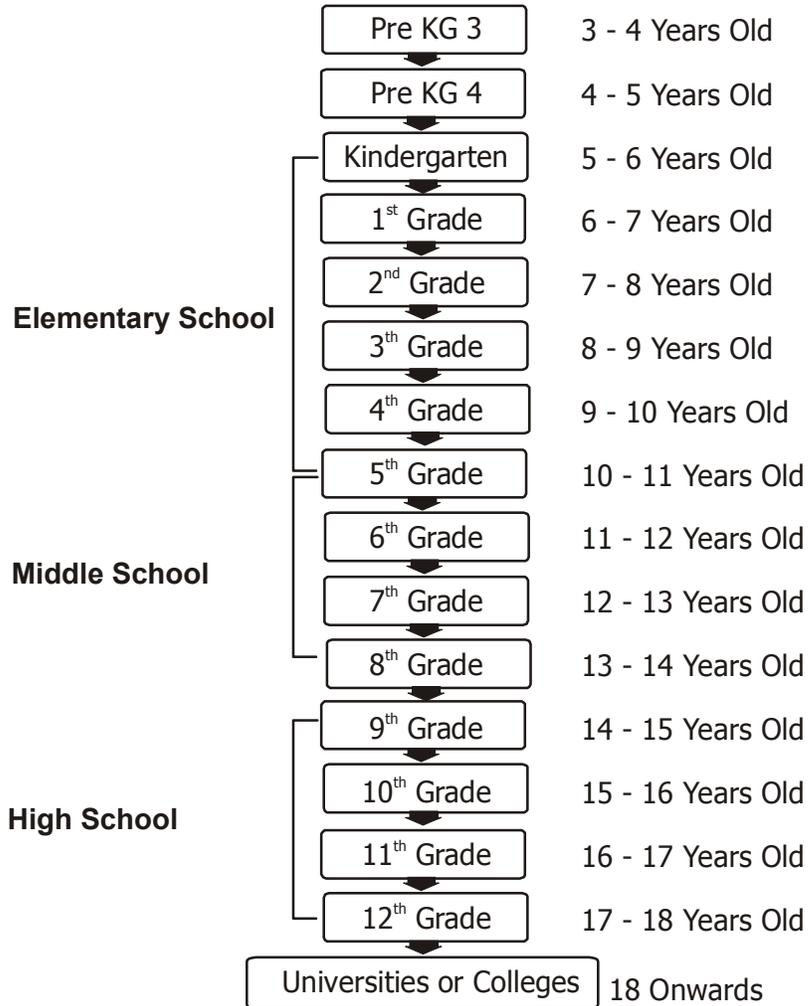 Pre KG 3 3 - 4 Years Old
Pre KG 4 4 - 5 Years Old
Kindergarten 5 - 6 Years Old
1st Grade 6 - 7 Years Old
2nd Grade 7 - 8 Years Old
Elementary School
3th Grade 8 - 9 Years Old
4th Grade 9 - 10 Years Old
5th Grade 10 - 11 Years Old
6th Grade 11 - 12 Years Old
Middle School
7th Grade 12 - 13 Years Old
8th Grade 13 - 14 Years Old
9th Grade 14 - 15 Years Old
10th Grade 15 - 16 Years Old
High School
11th Grade 16 - 17 Years Old
12th Grade 17 - 18 Years Old
Universities or Colleges 18 Onwards